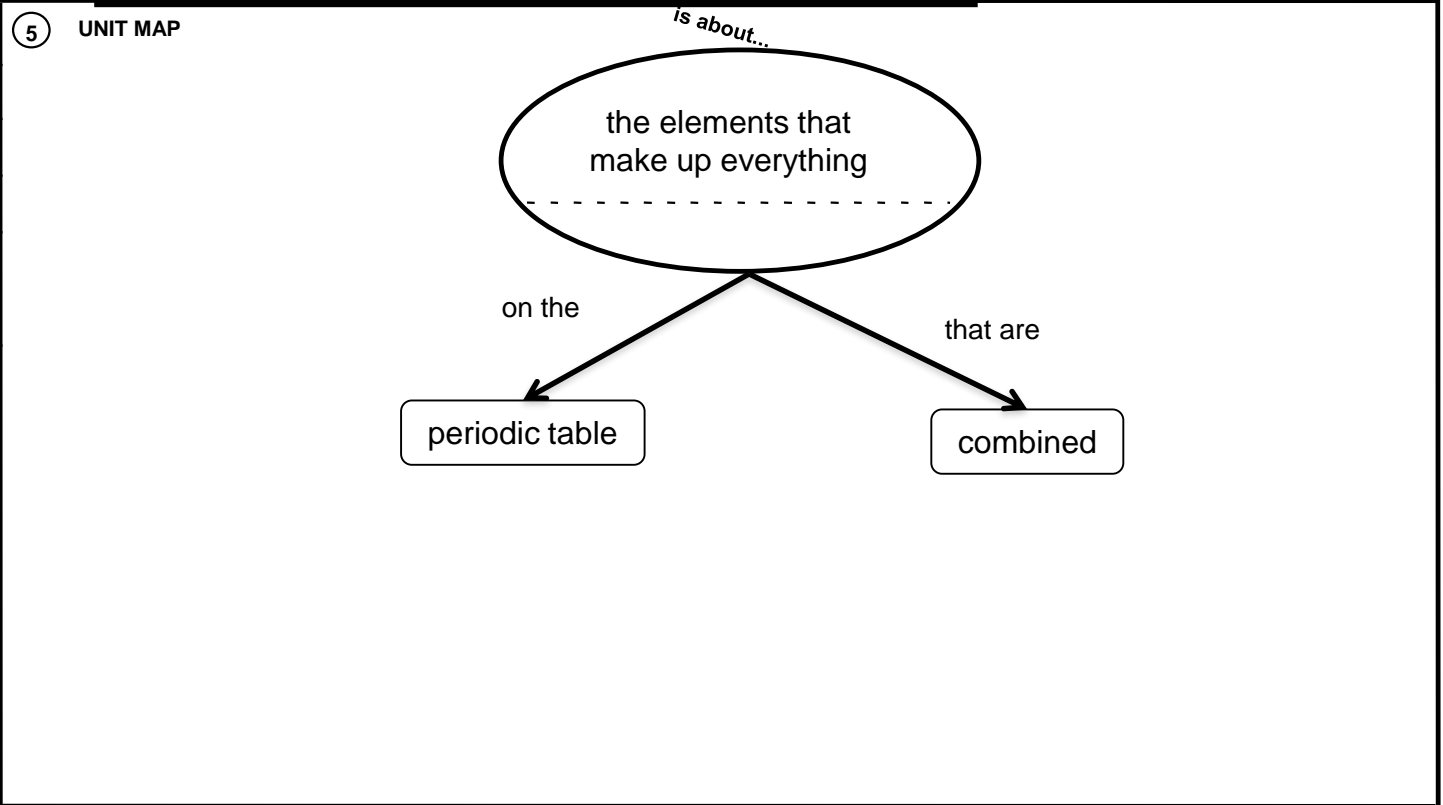 is about...
5 UNIT MAP
the elements that
make up everything
on the
that are
periodic table
combined